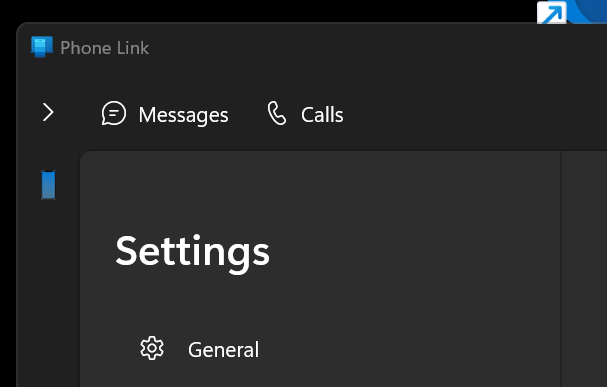 Phone Link
Messages Calls
Settings
General